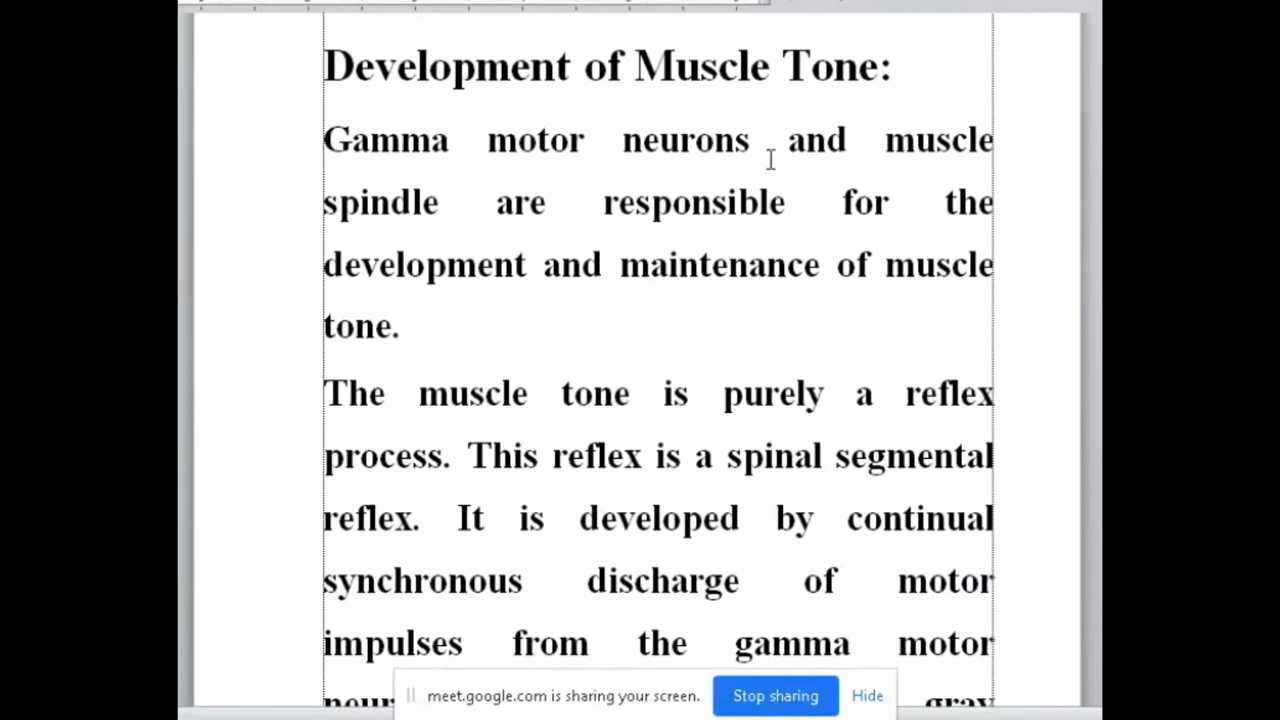 Development of Muscle Tone:
Gamma motor neurons and muscle
spindle are responsible for the
development and maintenance of muscle
tone.
The muscle tone is purely a reflex
process. This reflex is a spinal segmental
reflex. It is developed by continual
synchronous discharge of motor
impulses from the gamma motor
gray
meet.google.com is sharing your screen. Stop sharing Hide